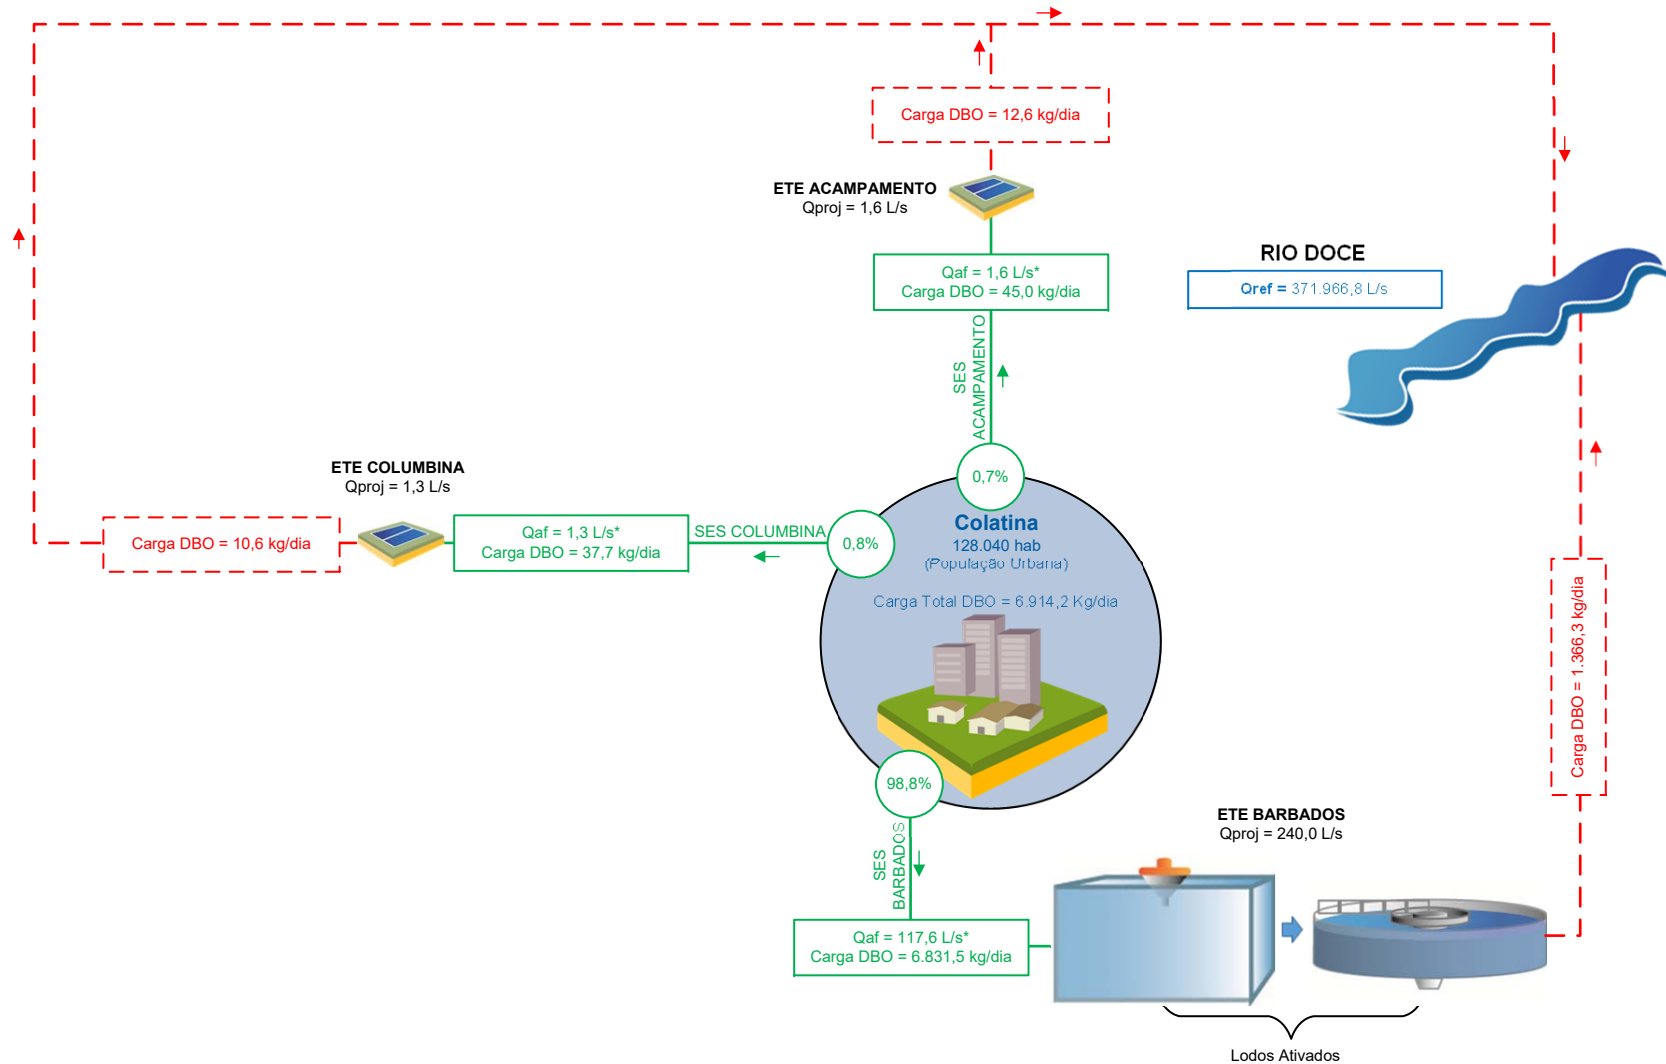 Carga DBO = 12,6 kg/dia
ETE ACAMPAMENTO
Qproj = 1,6 L/s
Qaf = 1,6 L/s*
Carga DBO = 45,0 kg/dia
RIO DOCE
Qref = 371.966,8 L/s
SES
ACAMPAMENTO
0,7%
ETE COLUMBINA
Qproj = 1,3 L/s
Carga DBO = 10,6 kg/dia
Qaf = 1,3 L/s*
Carga DBO = 37,7 kg/dia
SES COLUMBINA
0,8%
Colatina
128.040 hab
(População Urbana)
Carga Total DBO = 6.914,2 Kg/dia
98,8%
SES
BARBADOS
Qaf = 117,6 L/s*
Carga DBO = 6.831,5 kg/dia
ETE BARBADOS
Qproj = 240,0 L/s
Carga DBO = 1.366,3 kg/dia
Lodos Ativados